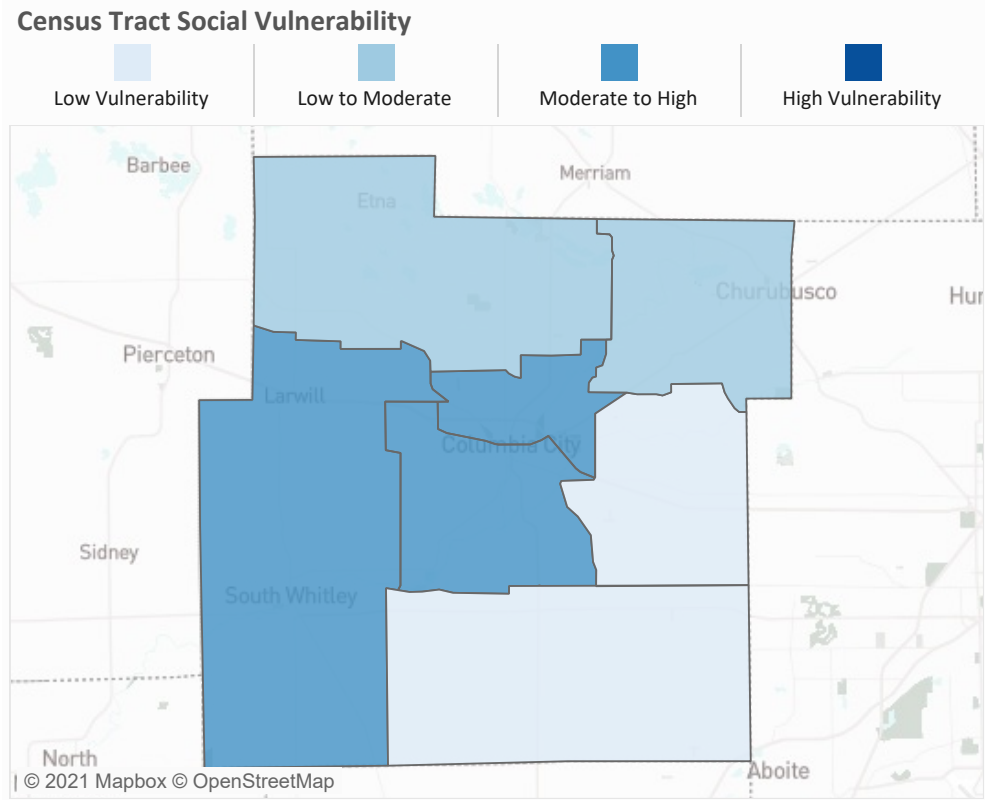 Census Tract Social Vulnerability
Low Vulnerability
Low to Moderate
Moderate to High
High Vulnerability
Barbee
Merriam
Etna
Churubusco
Hun
Pierceton
Larwill
Columbia City
Sidney
South Whitley
North
Aboite
| © 2021 Mapbox © OpenStreetMap